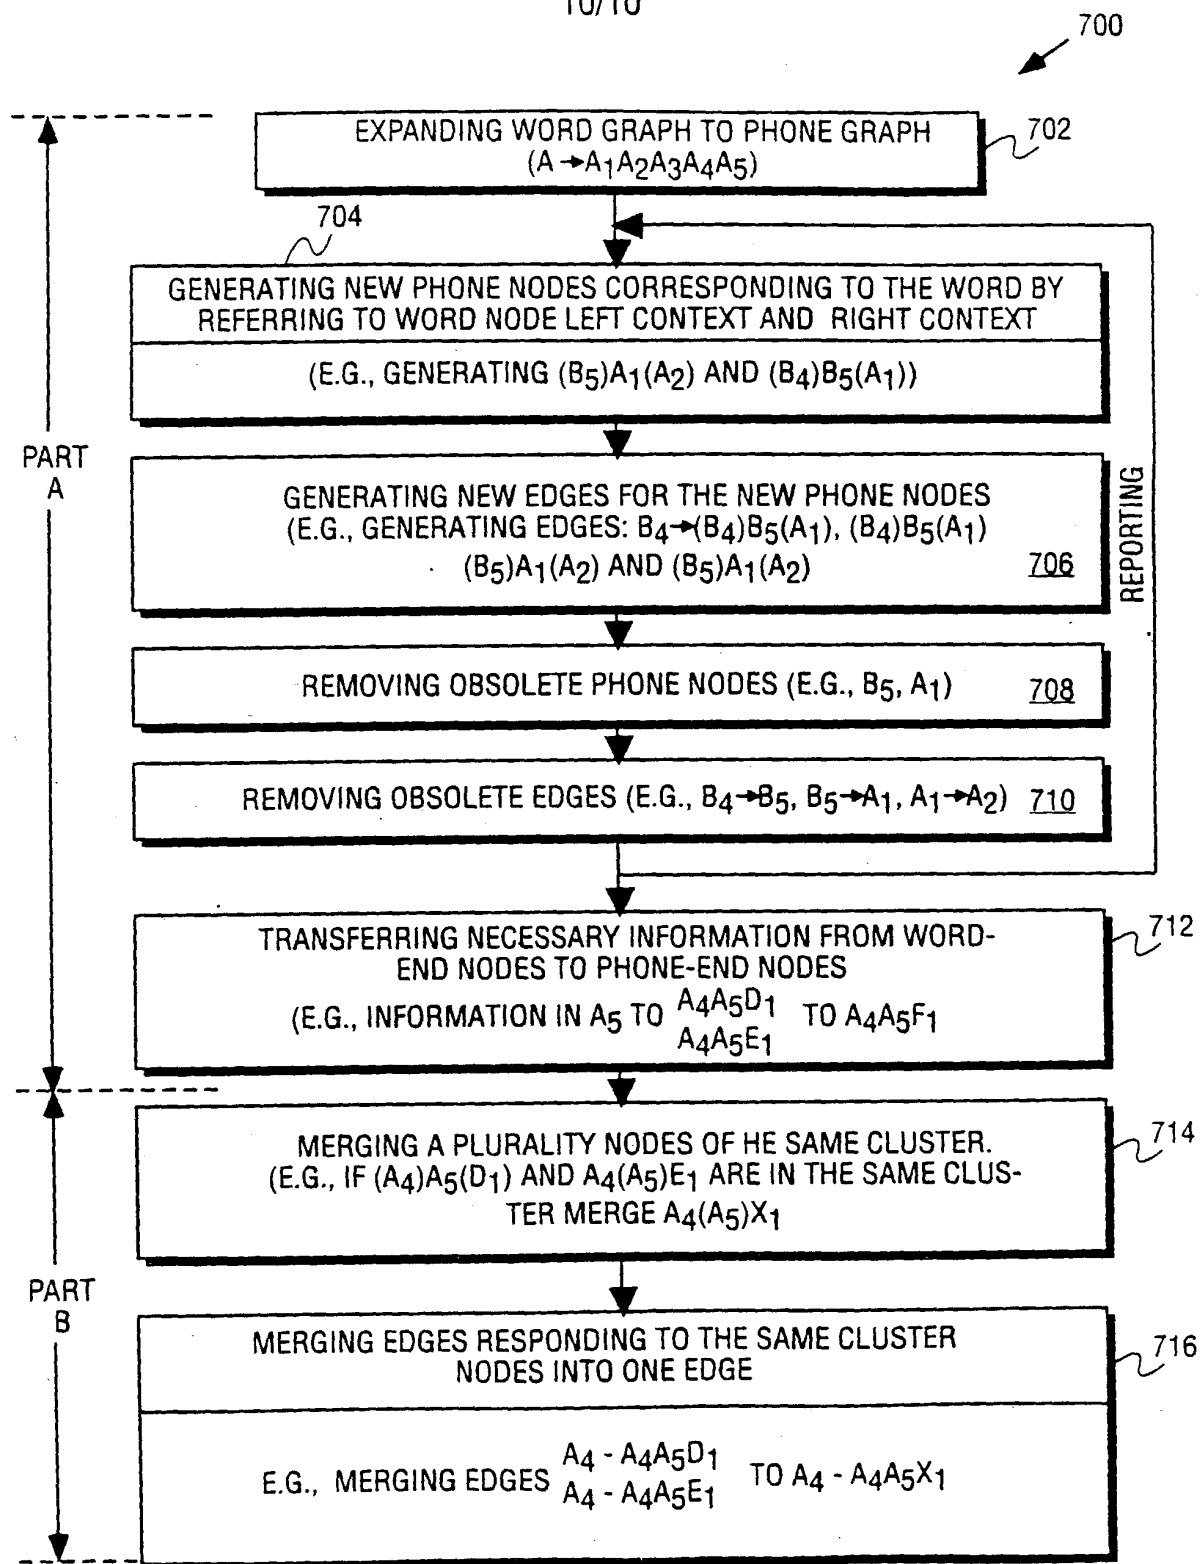 10/10
700
EXPANDING WORD GRAPH TO PHONE GRAPH
(A→A1A2A3A4A5)
702
704
GENERATING NEW PHONE NODES CORRESPONDING TO THE WORD BY
REFERRING TO WORD NODE LEFT CONTEXT AND RIGHT CONTEXT
(E.G., GENERATING (B5)A1(A2) AND (B4)B5(A1))
PART
A
GENERATING NEW EDGES FOR THE NEW PHONE NODES
(E.G., GENERATING EDGES: B4→(B4)B5(A1), (B4)B5(A1)
(B5)A1(A2) AND (B5)A1(A2)
706
REPORTING
REMOVING OBSOLETE PHONE NODES (E.G., B5, A1)
708
REMOVING OBSOLETE EDGES (E.G., B4→B5, B5→A1, A1→A2)
710
TRANSFERRING NECESSARY INFORMATION FROM WORD-
END NODES TO PHONE-END NODES
(E.G., INFORMATION IN A5 TO A4A5D1 TO A4A5F1
A4A5E1
712
MERGING A PLURALITY NODES OF HE SAME CLUSTER.
(E.G., IF (A4)A5(D1) AND A4(A5)E1 ARE IN THE SAME CLUS-
TER MERGE A4(A5)X1
714
PART
B
MERGING EDGES RESPONDING TO THE SAME CLUSTER
NODES INTO ONE EDGE
716
E.G., MERGING EDGES A4 - A4A5D1 TO A4 - A4A5X1
A4 - A4A5E1